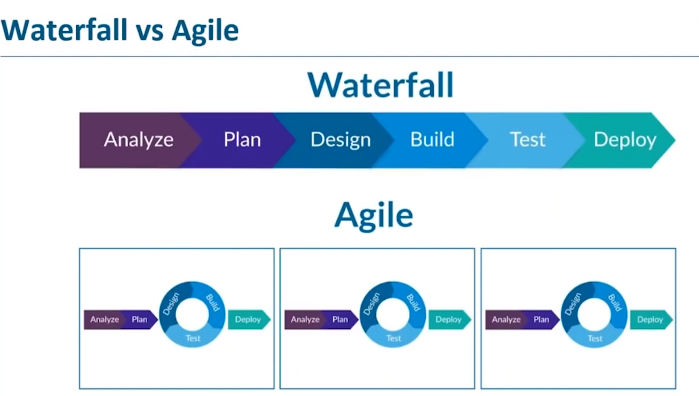 Waterfall vs Agile
Waterfall
Analyze Plan Design Build Test Deploy
Agile
Analyze Plan Design Build Test Deploy
Analyze Plan Design Build Test Deploy
Analyze Plan Design Build Test Deploy